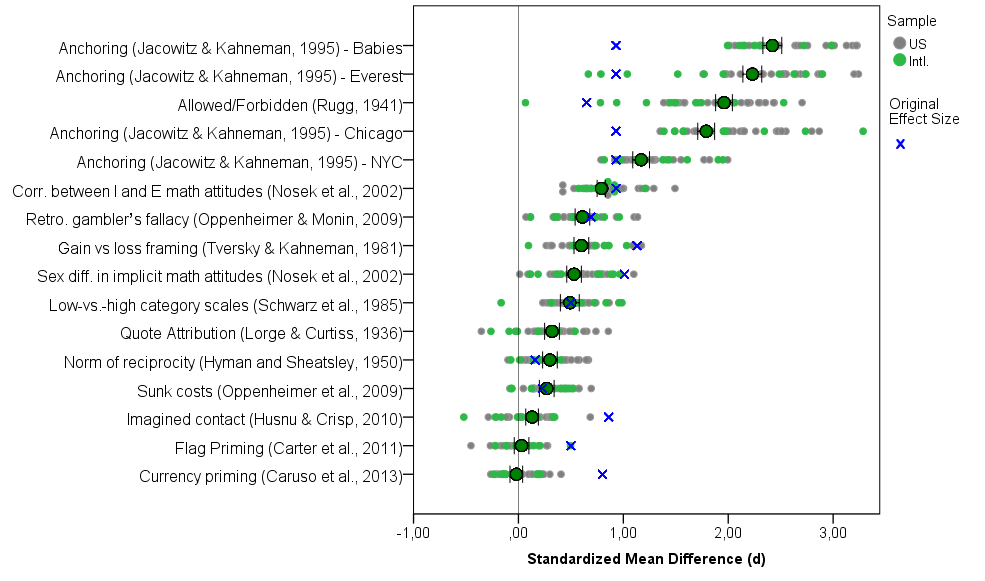 Anchoring (Jacowitz & Kahneman, 1995) - Babies
Anchoring (Jacowitz & Kahneman, 1995) - Everest
Allowed/Forbidden (Rugg, 1941)
Anchoring (Jacowitz & Kahneman, 1995) - Chicago
Anchoring (Jacowitz & Kahneman, 1995) - NYC
Corr. between I and E math attitudes (Nosek et al., 2002)
Retro. gambler’s fallacy (Oppenheimer & Monin, 2009)
Gain vs loss framing (Tversky & Kahneman, 1981)
Sex diff. in implicit math attitudes (Nosek et al., 2002)
Low-vs.-high category scales (Schwarz et al., 1985)
Quote Attribution (Lorge & Curtiss, 1936)
Norm of reciprocity (Hyman and Sheatsley, 1950)
Sunk costs (Oppenheimer et al., 2009)
Imagined contact (Husnu & Crisp, 2010)
Flag Priming (Carter et al., 2011)
Currency priming (Caruso et al., 2013)
-1,00 ,00 1,00 2,00 3,00
Standardized Mean Difference (d)
Sample
US
Intl.
Original
Effect Size